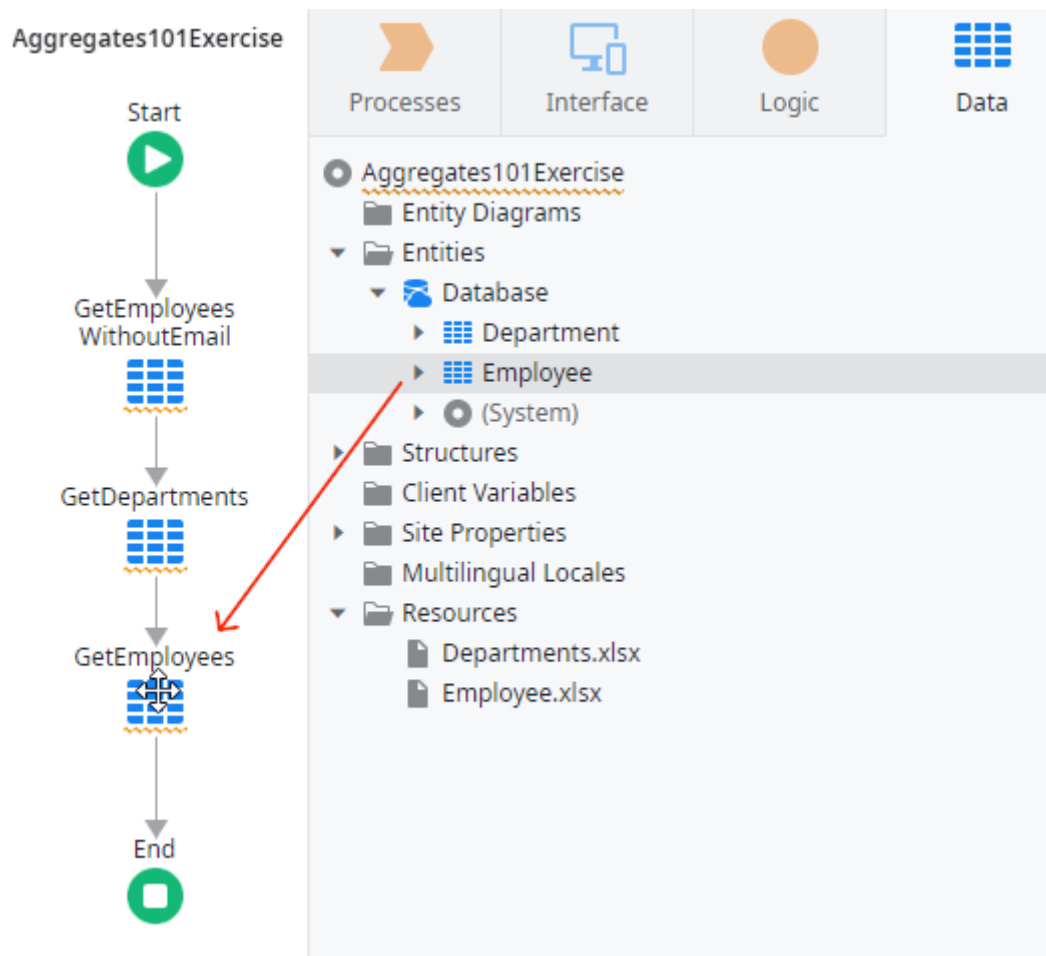 Aggregates101Exercise
Start
GetEmployees
WithoutEmail
GetDepartments
GetEmployees
End
Processes
Interface
Logic
Data
Aggregates101Exercise
Entity Diagrams
Entities
Database
Department
Employee
(System)
Structures
Client Variables
Site Properties
Multilingual Locales
Resources
Departments.xlsx
Employee.xlsx